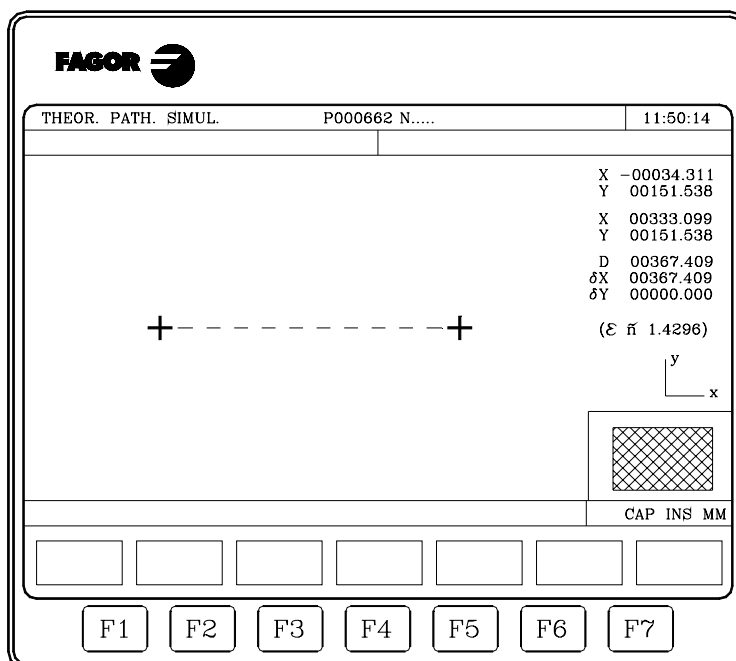 FAGOR
THEOR. PATH. SIMUL. P000662 N..... 11:50:14
X -00034.311
Y 00151.538
X 00333.099
Y 00151.538
D 00367.409
δX 00367.409
δY 00000.000
(ε ñ 1.4296)
y
x
CAP INS MM
F1 F2 F3 F4 F5 F6 F7